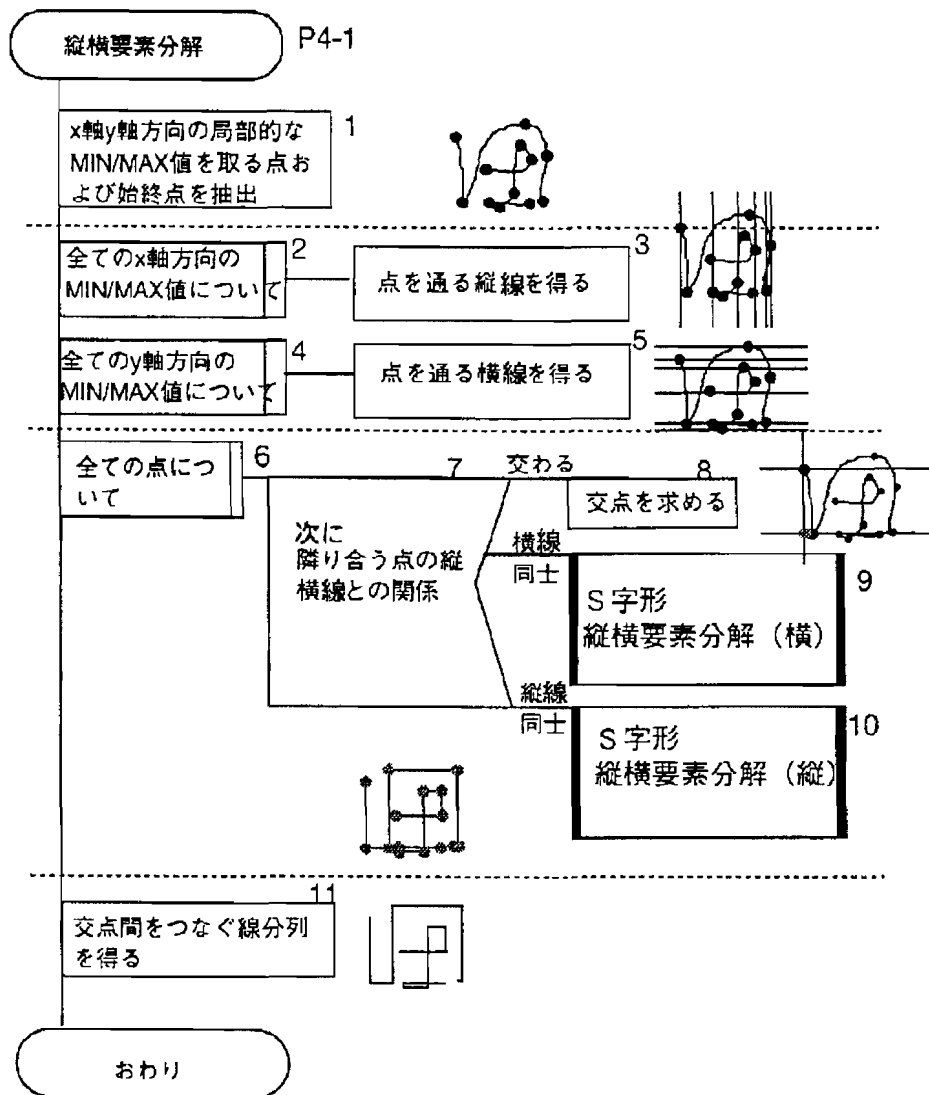 縦横要素分解
P4-1
1
x軸y軸方向の局部的な
MIN/MAX値を取る点お
よび始終点を抽出
2
全てのx軸方向の
MIN/MAX値について
3
点を通る縦線を得る
4
全てのy軸方向の
MIN/MAX値について
5
点を通る横線を得る
6
全ての点につ
いて
7
次に
隣り合う点の縦
横線との関係
交わる
8
交点を求める
横線
同士
9
S字形
縦横要素分解（横）
縦線
同士
10
S字形
縦横要素分解（縦）
11
交点間をつなぐ線分列
を得る
おわり